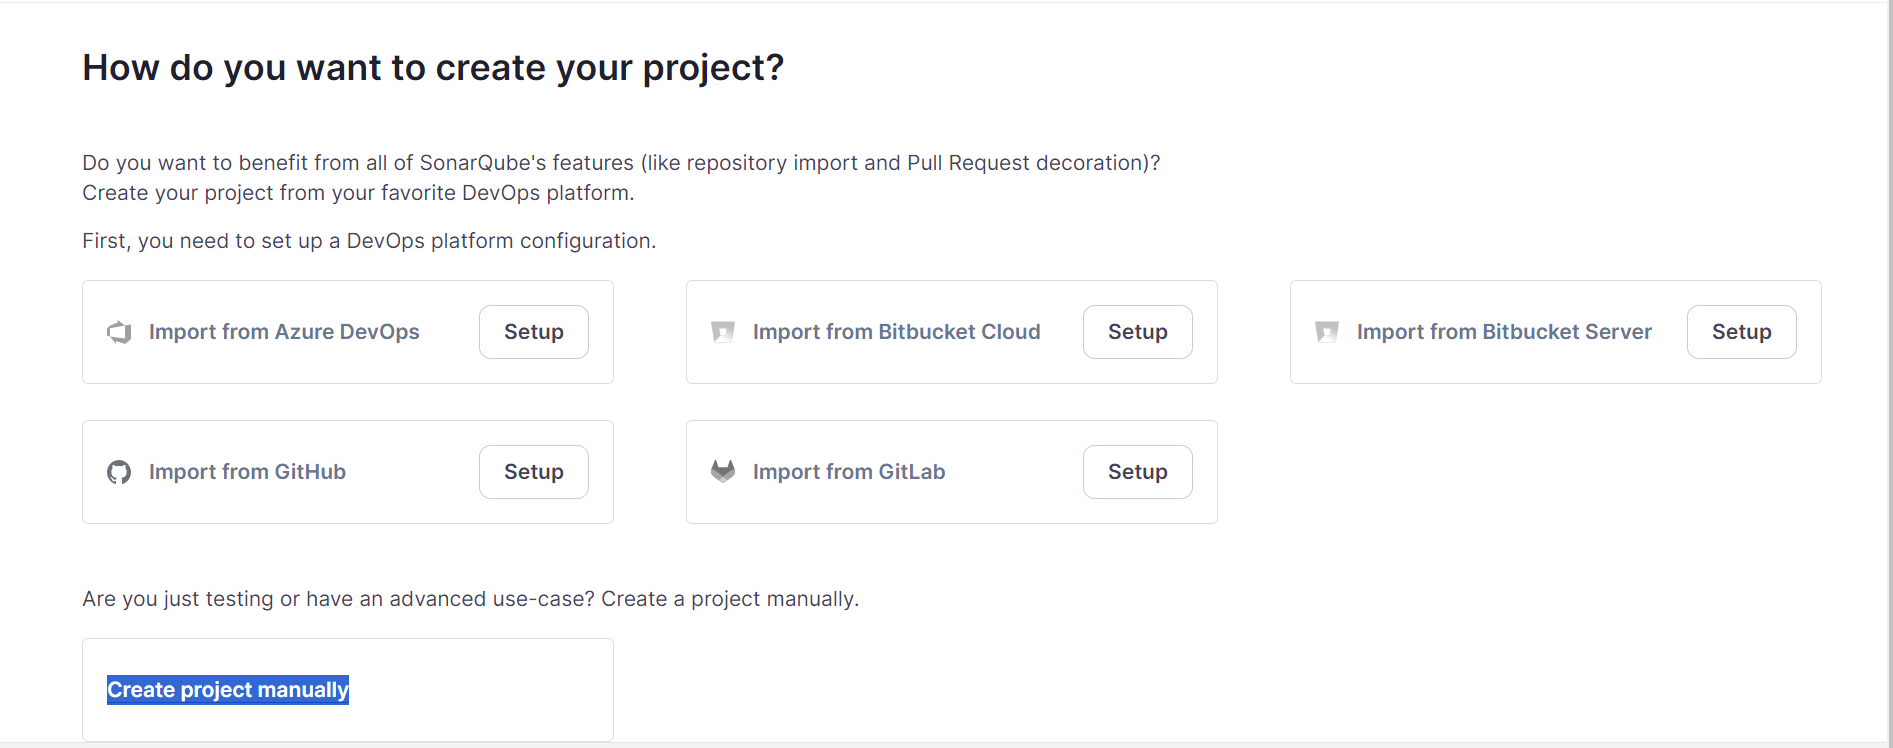 How do you want to create your project?
Do you want to benefit from all of SonarQube's features (like repository import and Pull Request decoration)?
Create your project from your favorite DevOps platform.
First, you need to set up a DevOps platform configuration.
Import from Azure DevOps Setup
Import from Bitbucket Cloud Setup
Import from Bitbucket Server Setup
Import from GitHub Setup
Import from GitLab Setup
Are you just testing or have an advanced use-case? Create a project manually.
Create project manually